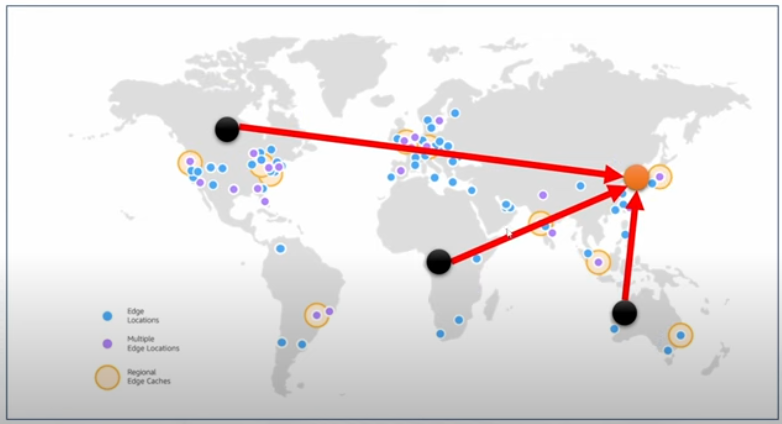 Edge
Locations
Multiple
Edge Locations
Regional
Edge Caches